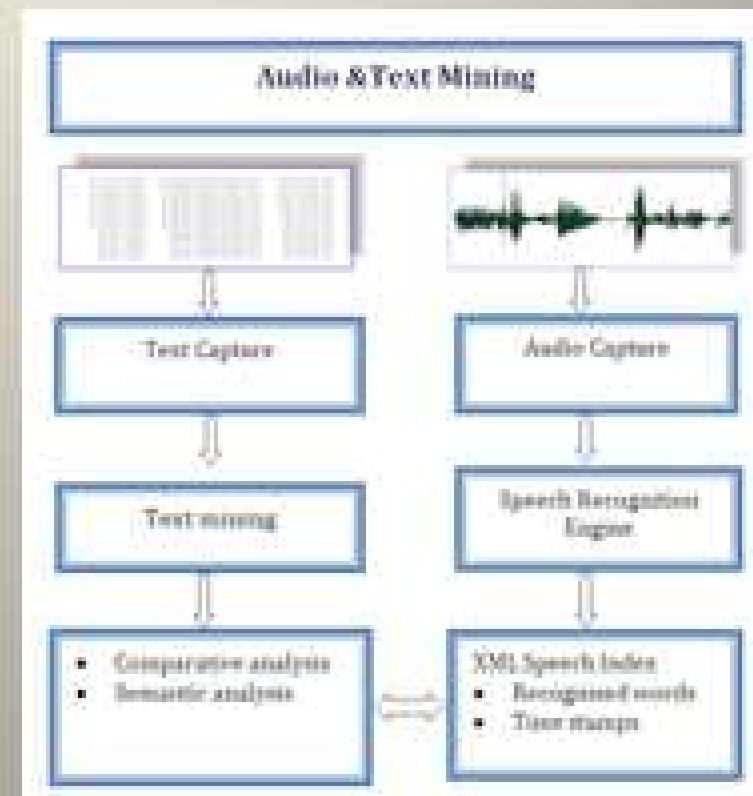 Audio & Text Mining
Text Capture
Audio Capture
Text mining
Speech Recognition
Engine
• Comparative analysis
• Semantic analysis
XML Speech Index
• Recognised words
• Time stamps